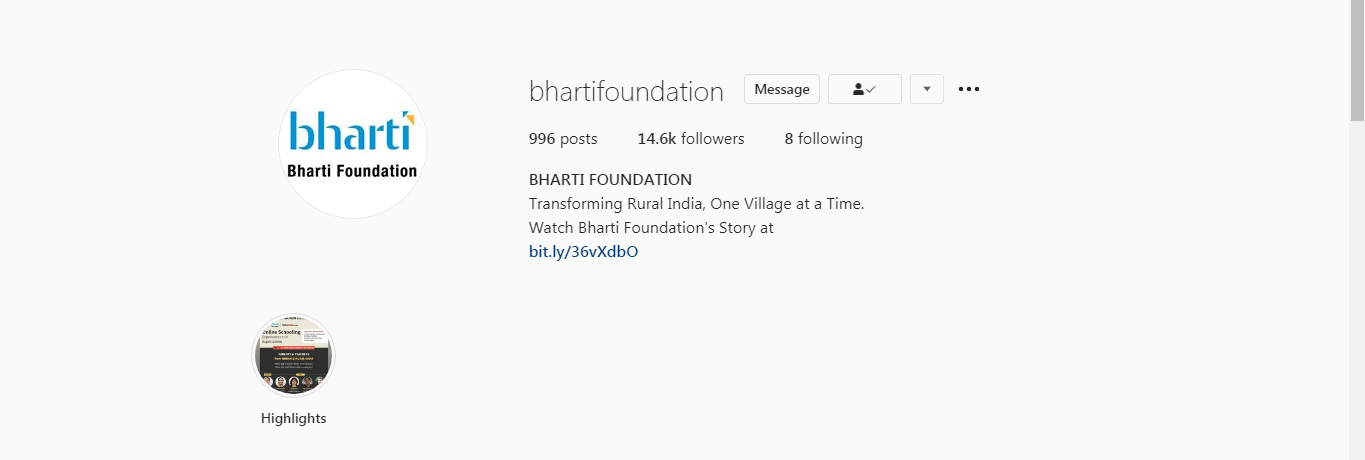 bhartifoundation
Message
996 posts
14.6k followers
8 following
BHARTI FOUNDATION
Transforming Rural India, One Village at a Time.
Watch Bharti Foundation's Story at
bit.ly/36vXdbO
bharti
Bharti Foundation
Online Schooling
Highlights